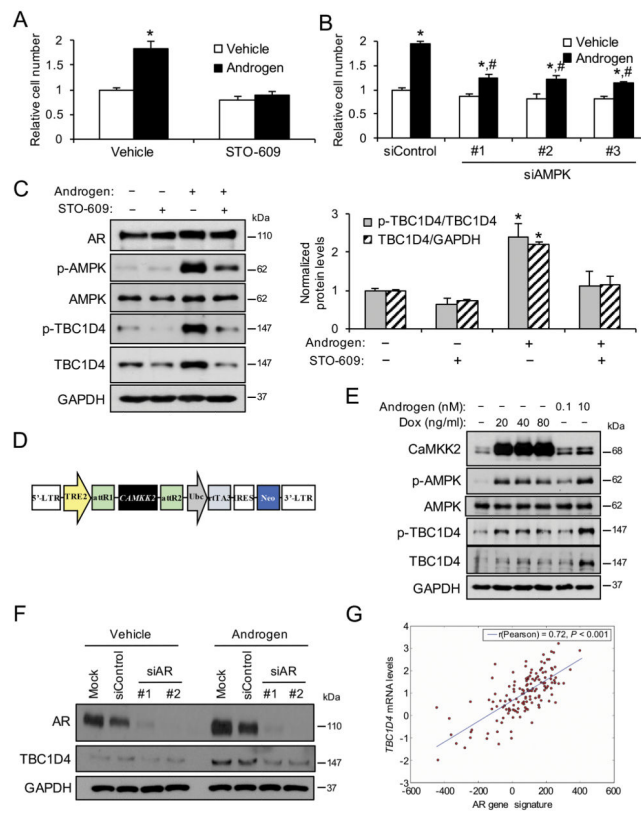 A
Relative cell number
2
1.5
1
0.5
0
*
Vehicle
Androgen
Vehicle
STO-609
B
Relative cell number
2
1.5
1
0.5
0
*
*,#
*,#
*,#
Vehicle
Androgen
siControl
#1
#2
#3
siAMPK
C
Androgen: – – + +
STO-609: – + – +
kDa
AR 110
p-AMPK 62
AMPK 62
p-TBC1D4 147
TBC1D4 147
GAPDH 37
Normalized protein levels
3
2
1
0
p-TBC1D4/TBC1D4
TBC1D4/GAPDH
*
*
Androgen: – – + +
STO-609: – + – +
D
5'-LTR TRE2 attR1 CAMKK2 attR2 Ubc rtTA3 IRES Neo 3'-LTR
E
Androgen (nM): – – – – 0.1 10
Dox (ng/ml): – 20 40 80 – –
kDa
CaMKK2 68
p-AMPK 62
AMPK 62
p-TBC1D4 147
TBC1D4 147
GAPDH 37
F
Vehicle Androgen
Mock siControl siAR Mock siControl siAR
#1 #2 #1 #2
kDa
AR 110
TBC1D4 147
GAPDH 37
G
r(Pearson) = 0.72, P < 0.001
TBC1D4 mRNA levels
4
3
2
1
0
-1
-2
-3
-600 -400 -200 0 200 400 600
AR gene signature